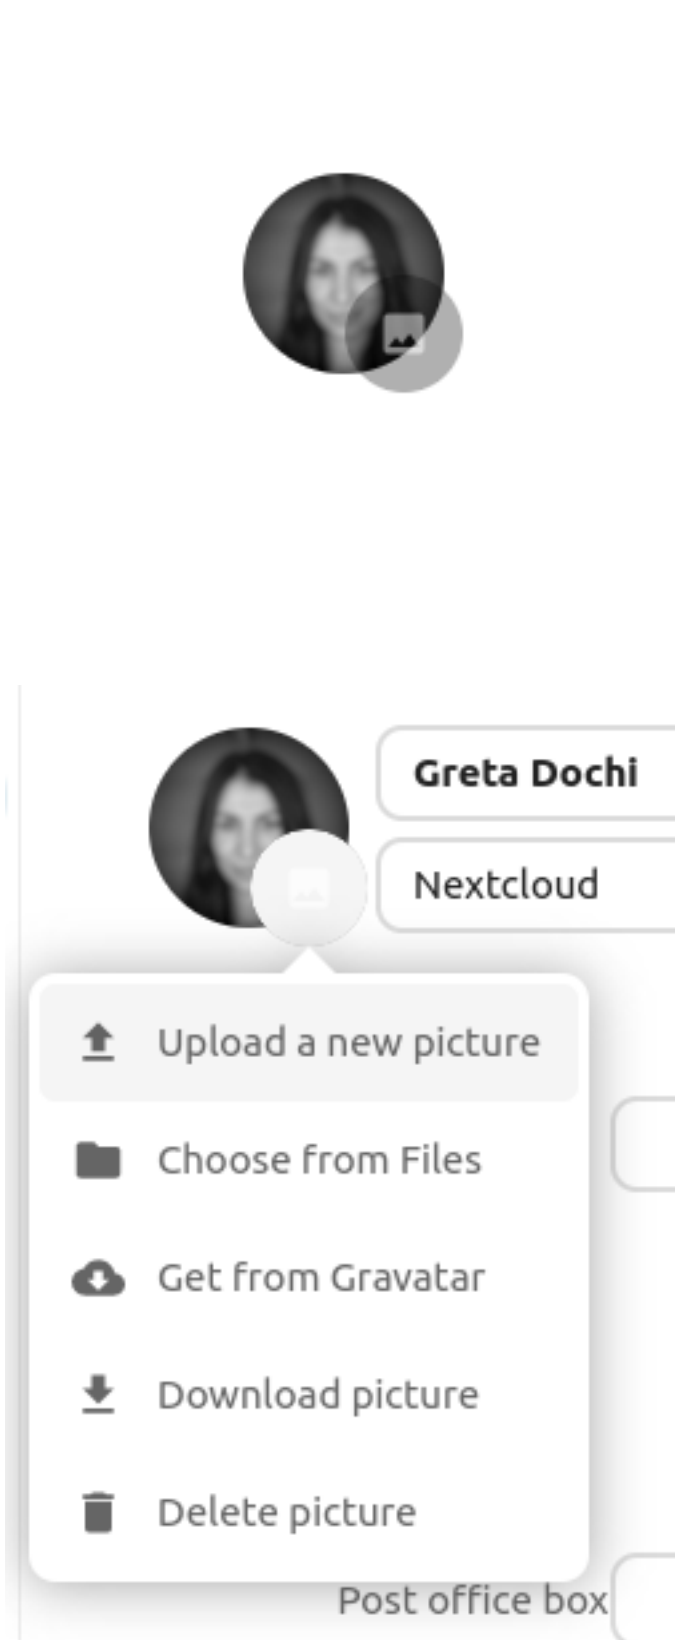 Greta Dochi
Nextcloud
Upload a new picture
Choose from Files
Get from Gravatar
Download picture
Delete picture
Post office box